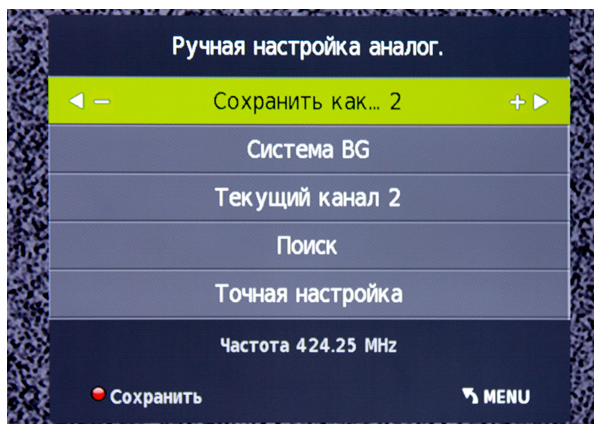 Ручная настройка аналог.
Сохранить как... 2
Система BG
Текущий канал 2
Поиск
Точная настройка
Частота 424.25 MHz
Сохранить MENU